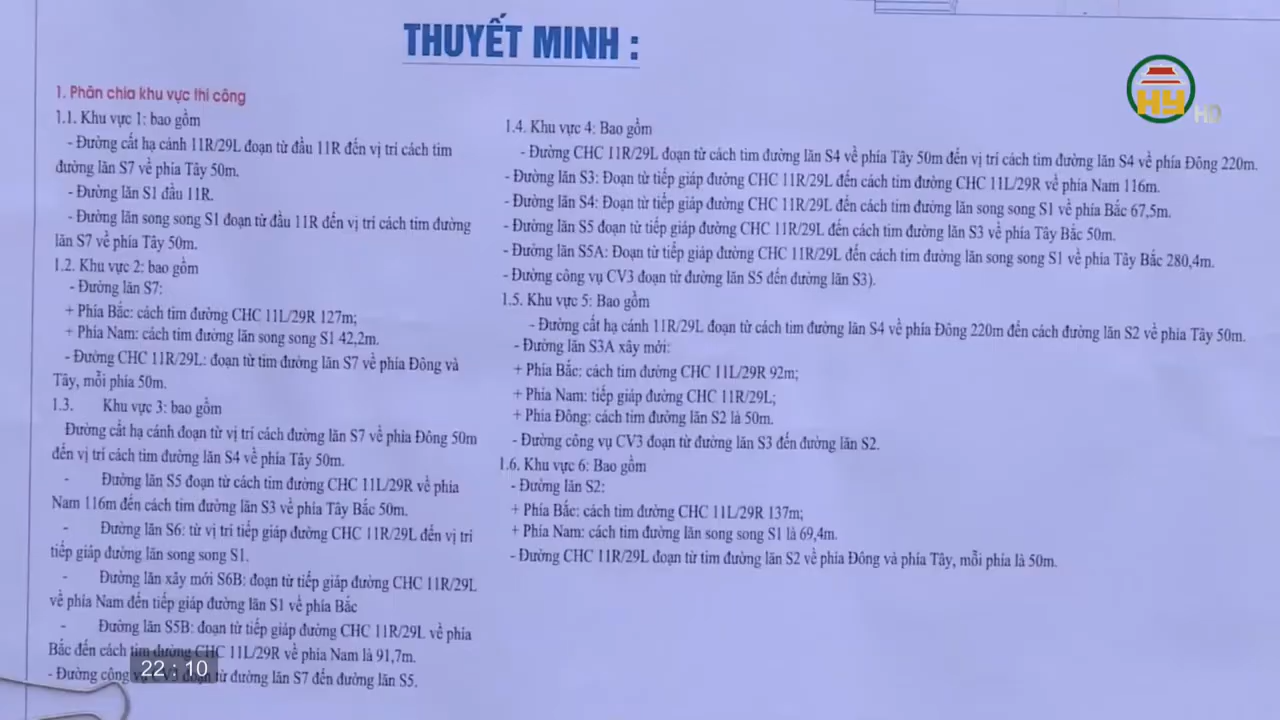 THUYẾT MINH :
HY HD
1. Phân chia khu vực thi công
1.1. Khu vực 1: bao gồm
- Đường cất hạ cánh 11R/29L đoạn từ đầu 11R đến vị trí cách tim
đường lăn S7 về phía Tây 50m.
- Đường lăn S1 đầu 11R.
- Đường lăn song song S1 đoạn từ đầu 11R đến vị trí cách tim đường
lăn S7 về phía Tây 50m.
1.2. Khu vực 2: bao gồm
- Đường lăn S7:
+ Phía Bắc: cách tim đường CHC 11L/29R 127m;
+ Phía Nam: cách tim đường lăn song song S1 42,2m.
- Đường CHC 11R/29L: đoạn từ tim đường lăn S7 về phía Đông và
Tây, mỗi phía 50m.
1.3. Khu vực 3: bao gồm
Đường cất hạ cánh đoạn từ vị trí cách đường lăn S7 về phía Đông 50m
đến vị trí cách tim đường lăn S4 về phía Tây 50m.
- Đường lăn S5 đoạn từ cách tim đường CHC 11L/29R về phía
Nam 116m đến cách tim đường lăn S3 về phía Tây Bắc 50m.
- Đường lăn S6: từ vị trí tiếp giáp đường CHC 11R/29L đến vị trí
tiếp giáp đường lăn song song S1.
- Đường lăn xây mới S6B: đoạn từ tiếp giáp đường CHC 11R/29L
về phía Nam đến tiếp giáp đường lăn S1 về phía Bắc
- Đường lăn S5B: đoạn từ tiếp giáp đường CHC 11R/29L về phía
Bắc đến cách tim đường CHC 11L/29R về phía Nam là 91,7m.
- Đường công vụ CV3 đoạn từ đường lăn S7 đến đường lăn S5.
1.4. Khu vực 4: Bao gồm
- Đường CHC 11R/29L đoạn từ cách tim đường lăn S4 về phía Tây 50m đến vị trí cách tim đường lăn S4 về phía Đông 220m.
- Đường lăn S3: Đoạn từ tiếp giáp đường CHC 11R/29L đến cách tim đường CHC 11L/29R về phía Nam 116m.
- Đường lăn S4: Đoạn từ tiếp giáp đường CHC 11R/29L đến cách tim đường lăn song song S1 về phía Bắc 67,5m.
- Đường lăn S5 đoạn từ tiếp giáp đường CHC 11R/29L đến cách tim đường lăn S3 về phía Tây Bắc 50m.
- Đường lăn S5A: Đoạn từ tiếp giáp đường CHC 11R/29L đến cách tim đường lăn song song S1 về phía Tây Bắc 280,4m.
- Đường công vụ CV3 đoạn từ đường lăn S5 đến đường lăn S3).
1.5. Khu vực 5: Bao gồm
- Đường cất hạ cánh 11R/29L đoạn từ cách tim đường lăn S4 về phía Đông 220m đến cách đường lăn S2 về phía Tây 50m.
- Đường lăn S3A xây mới:
+ Phía Bắc: cách tim đường CHC 11L/29R 92m;
+ Phía Nam: tiếp giáp đường CHC 11R/29L;
+ Phía Đông: cách tim đường lăn S2 là 50m.
- Đường công vụ CV3 đoạn từ đường lăn S3 đến đường lăn S2.
1.6. Khu vực 6: Bao gồm
- Đường lăn S2:
+ Phía Bắc: cách tim đường CHC 11L/29R 137m;
+ Phía Nam: cách tim đường lăn song song S1 là 69,4m.
- Đường CHC 11R/29L đoạn từ tim đường lăn S2 về phía Đông và phía Tây, mỗi phía là 50m.
22 : 10